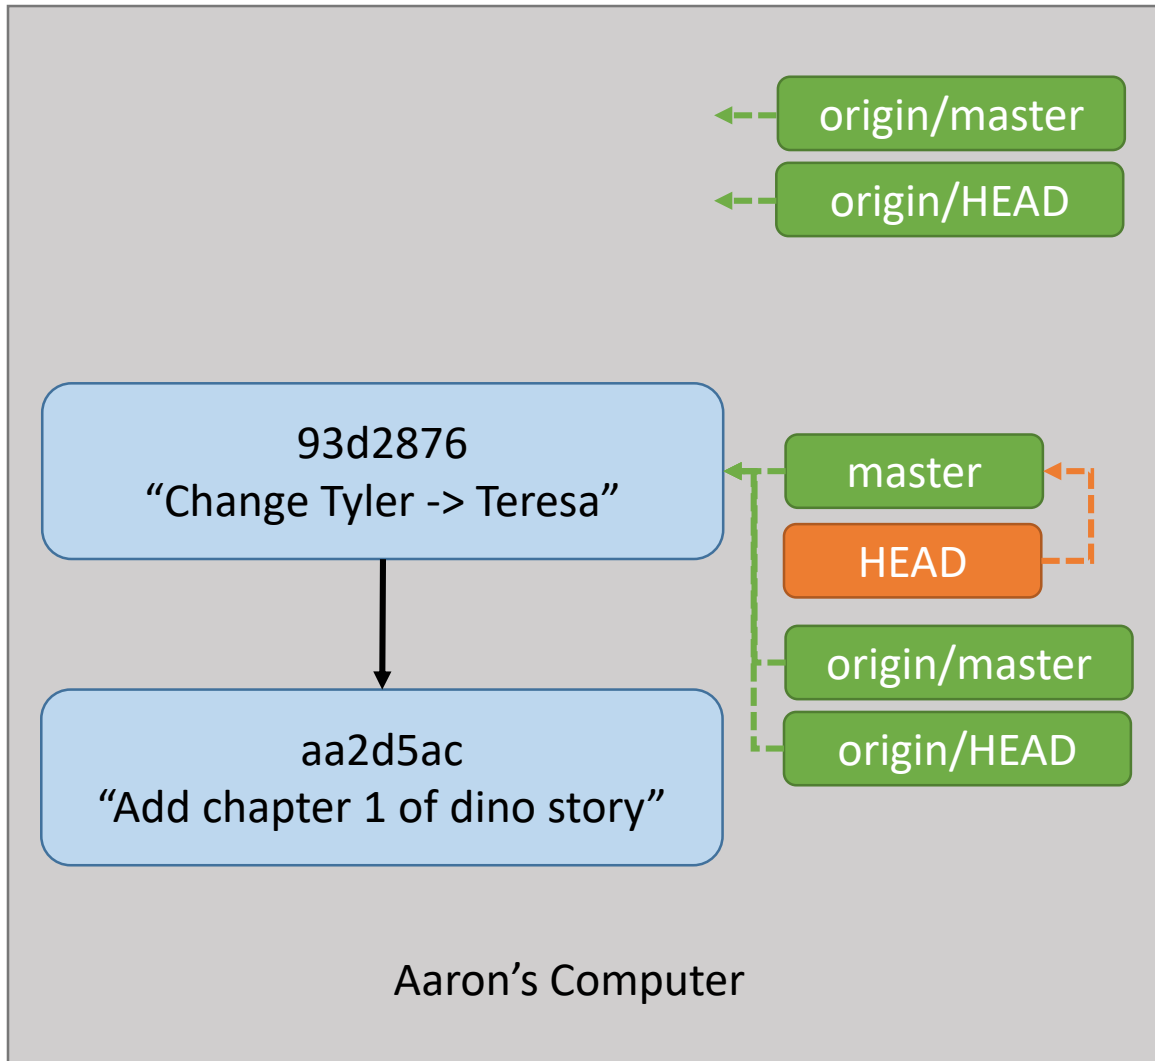 origin/master
origin/HEAD
93d2876
“Change Tyler -> Teresa”
master
HEAD
origin/master
origin/HEAD
aa2d5ac
“Add chapter 1 of dino story”
Aaron’s Computer